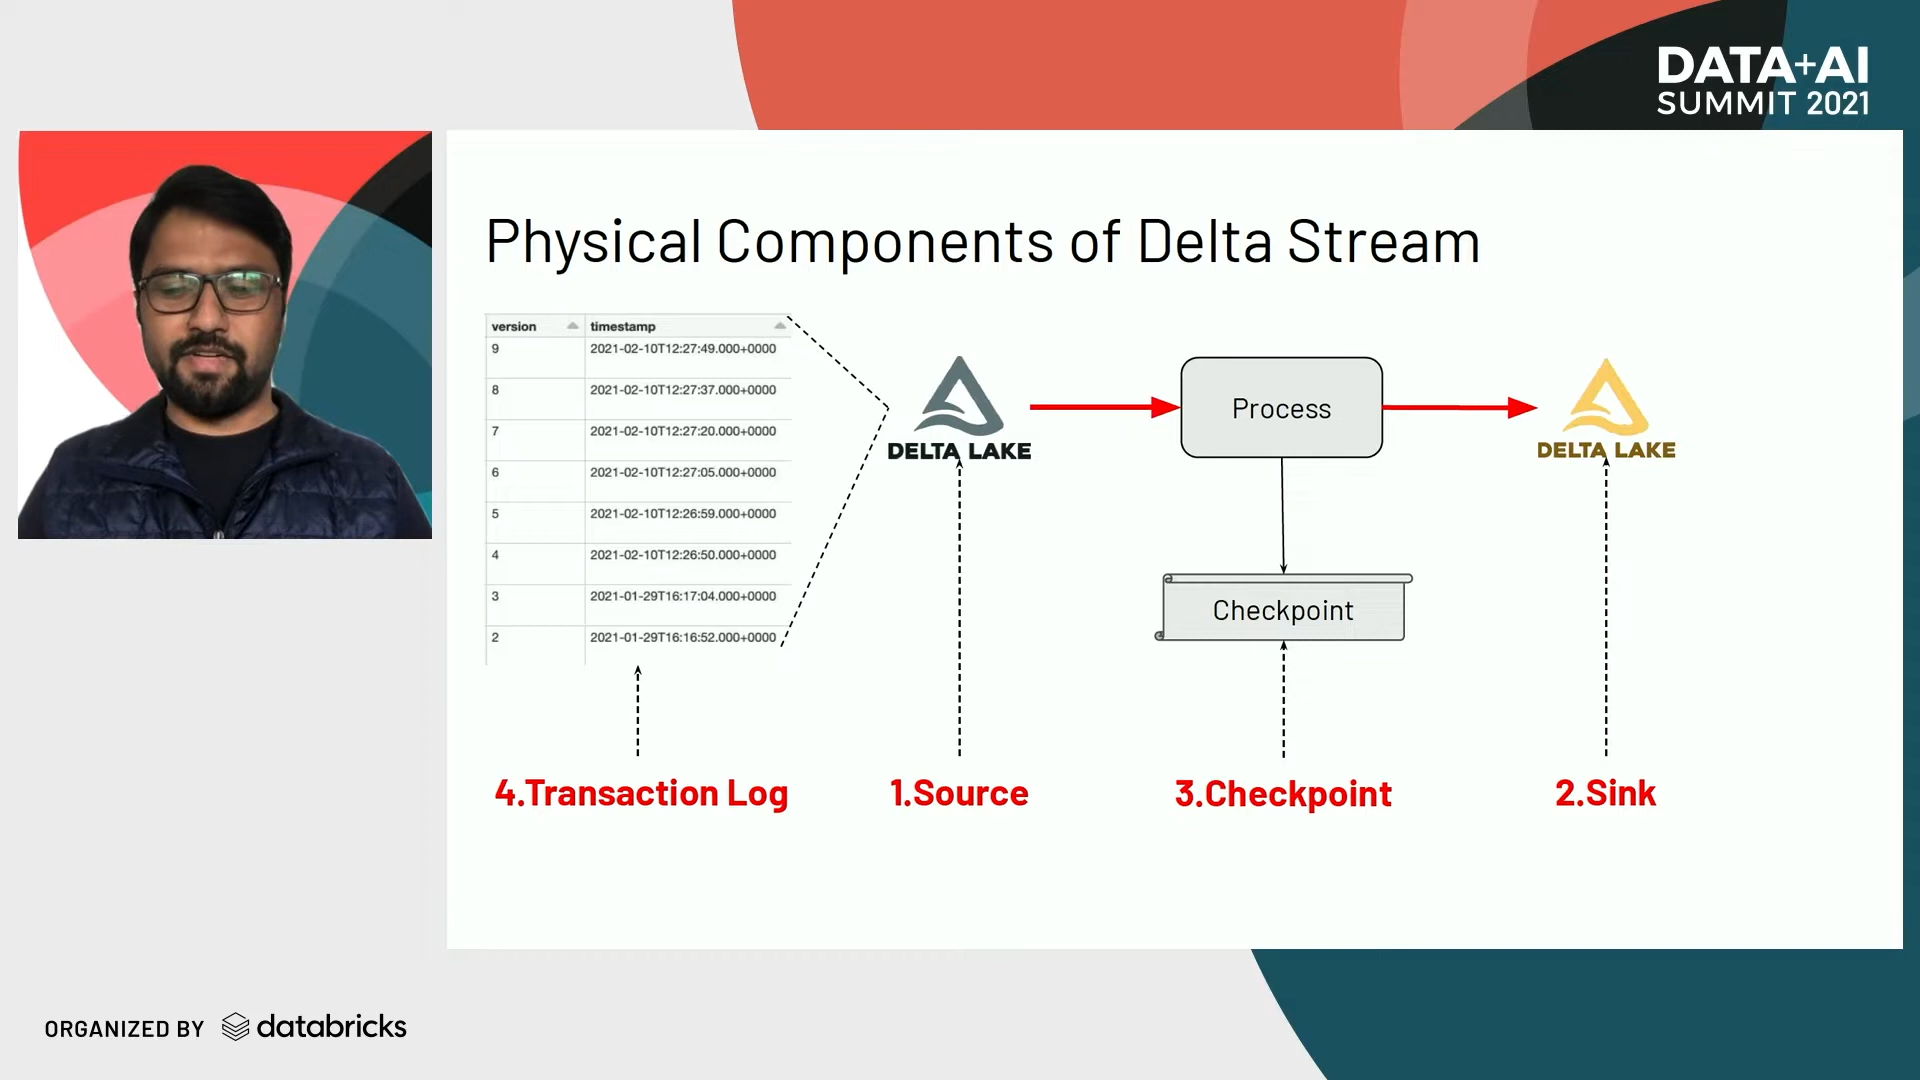 DATA+AI
SUMMIT 2021
Physical Components of Delta Stream
version timestamp
9 2021-02-10T12:27:49.000+0000
8 2021-02-10T12:27:37.000+0000
7 2021-02-10T12:27:20.000+0000
6 2021-02-10T12:27:05.000+0000
5 2021-02-10T12:26:59.000+0000
4 2021-02-10T12:26:50.000+0000
3 2021-01-29T16:17:04.000+0000
2 2021-01-29T16:16:52.000+0000
DELTA LAKE
Process
DELTA LAKE
Checkpoint
4.Transaction Log
1.Source
3.Checkpoint
2.Sink
ORGANIZED BY databricks